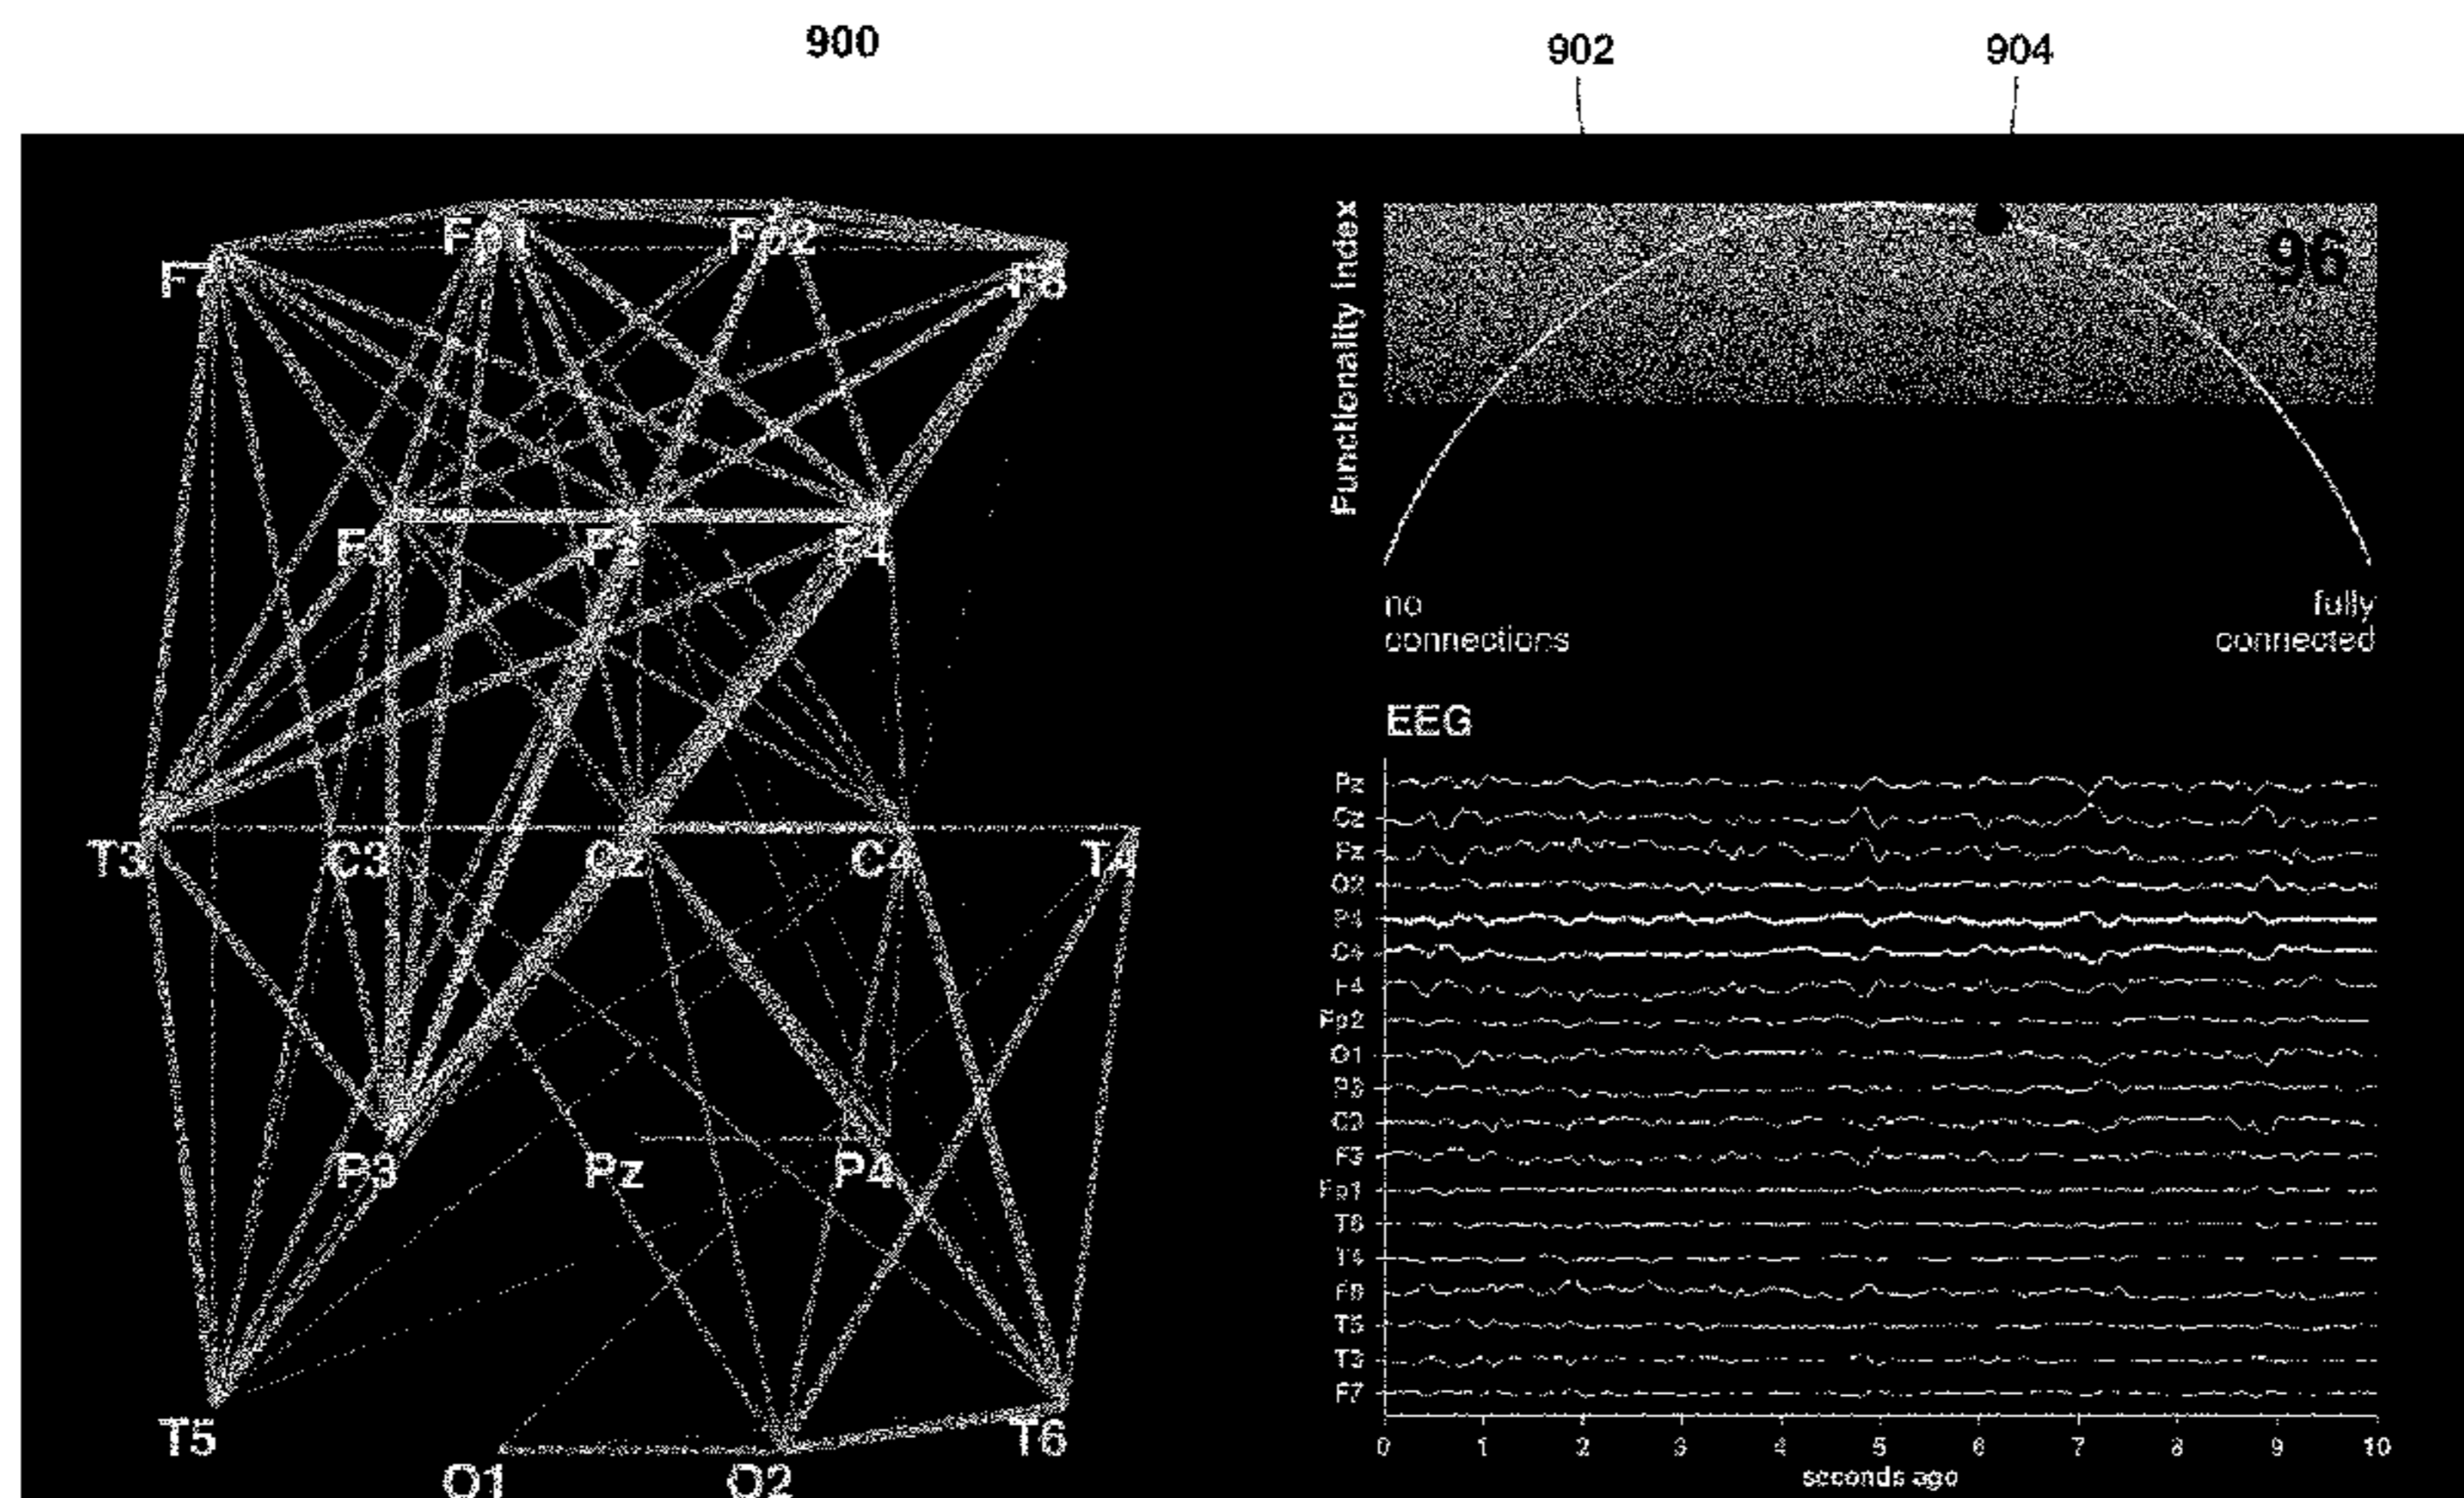 900
902
904
Fp1
Fp2
F7
F8
F3
Fz
F4
T3
C3
Cz
C4
T4
P3
Pz
P4
T5
T6
O1
O2
Functionality Index
96
no
connections
fully
connected
EEG
Cz
O2
C4
F4
Fp2
O1
P3
C3
F3
Fp1
T6
T4
F8
T5
T3
F7
0 1 2 3 4 5 6 7 8 9 10
seconds ago